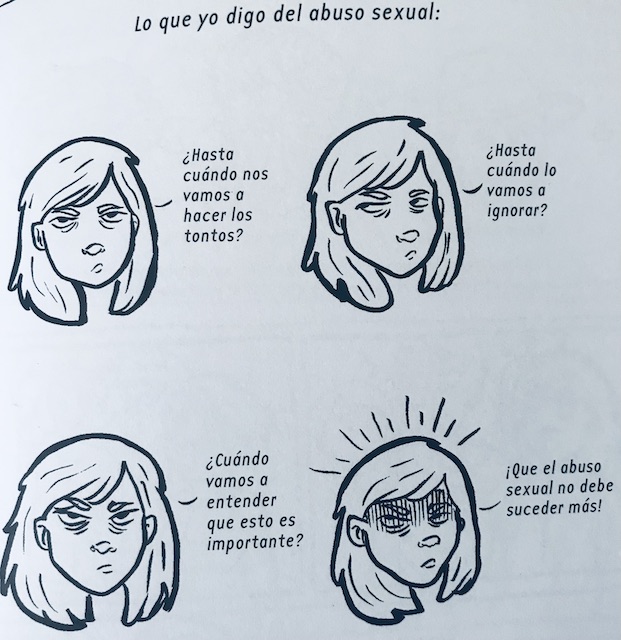 Lo que yo digo del abuso sexual:
¿Hasta
cuándo nos
vamos a
hacer los
tontos?
¿Hasta
cuándo lo
vamos a
ignorar?
¿Cuándo
vamos a
entender
que esto es
importante?
¡Que el abuso
sexual no debe
suceder más!